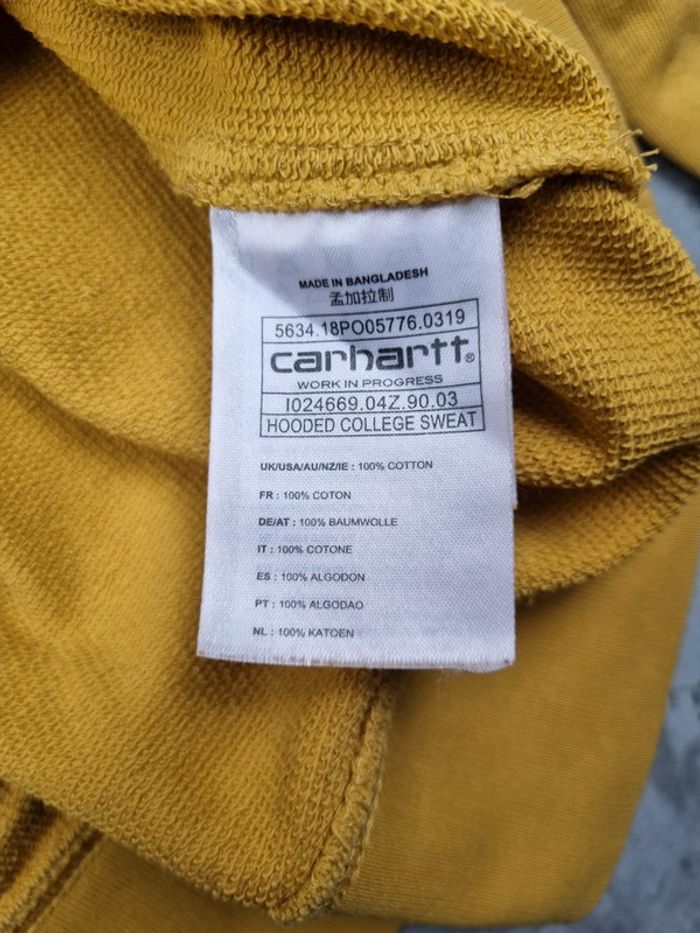 MADE IN BANGLADESH
孟加拉制
5634.18PO05776.0319
carhartt®
WORK IN PROGRESS
I024669.04Z.90.03
HOODED COLLEGE SWEAT
UK/USA/AU/NZ/IE : 100% COTTON
FR : 100% COTON
DE/AT : 100% BAUMWOLLE
IT : 100% COTONE
ES : 100% ALGODON
PT : 100% ALGODAO
NL : 100% KATOEN